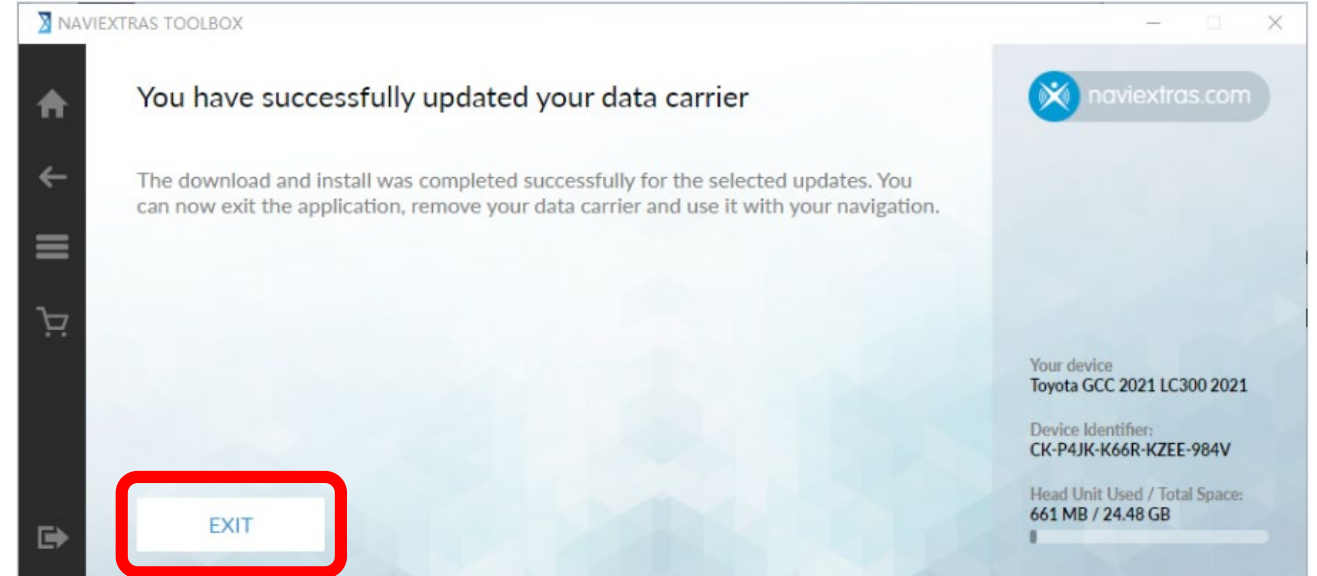 NAVIEXTRAS TOOLBOX
You have successfully updated your data carrier
The download and install was completed successfully for the selected updates. You
can now exit the application, remove your data carrier and use it with your navigation.
EXIT
naviextras.com
Your device
Toyota GCC 2021 LC300 2021
Device Identifier:
CK-P4JK-K66R-KZEE-984V
Head Unit Used / Total Space:
661 MB / 24.48 GB